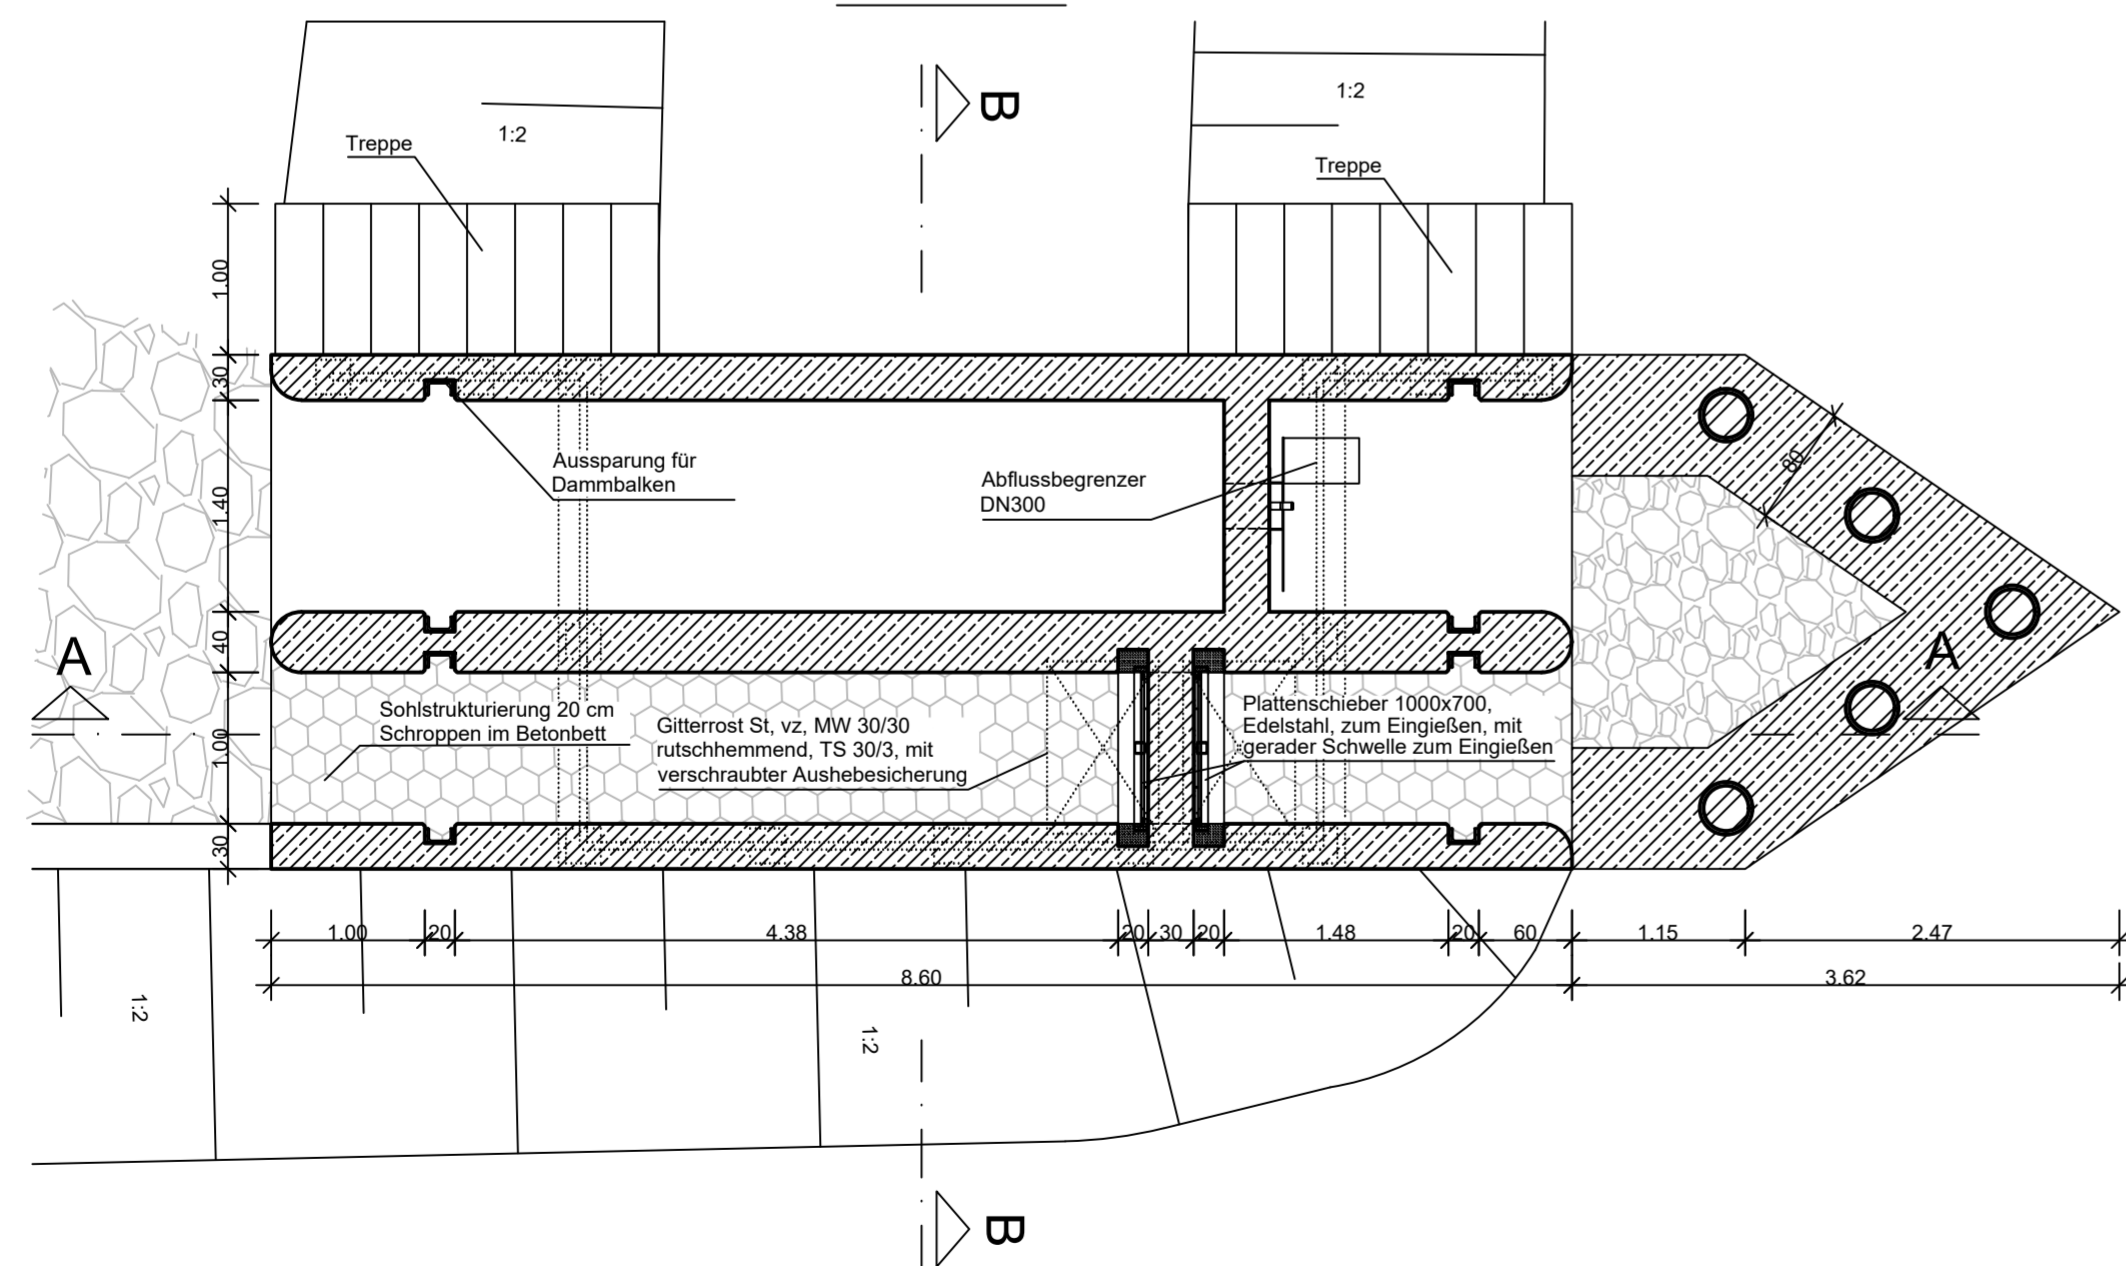 B
1:2
1:2
Treppe
Treppe
1.00
30
1.40
40
1.00
30
Aussparung für
Dammbalken
Abflussbegrenzer
DN300
80
A
A
Sohlstrukturierung 20 cm
Schroppen im Betonbett
Gitterrost St, vz, MW 30/30
rutschhemmend, TS 30/3, mit
verschraubter Aushebesicherung
Plattenschieber 1000x700,
Edelstahl, zum Eingießen, mit
gerader Schwelle zum Eingießen
1.00
20
4.38
20
30
20
1.48
20
60
1.15
2.47
8.60
3.62
1:2
1:2
B